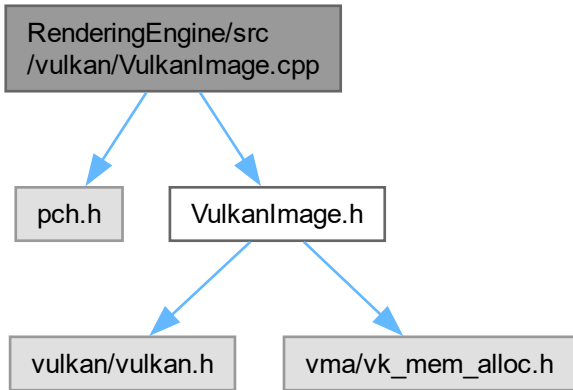 RenderingEngine/src
/vulkan/VulkanImage.cpp
pch.h
VulkanImage.h
vulkan/vulkan.h
vma/vk_mem_alloc.h